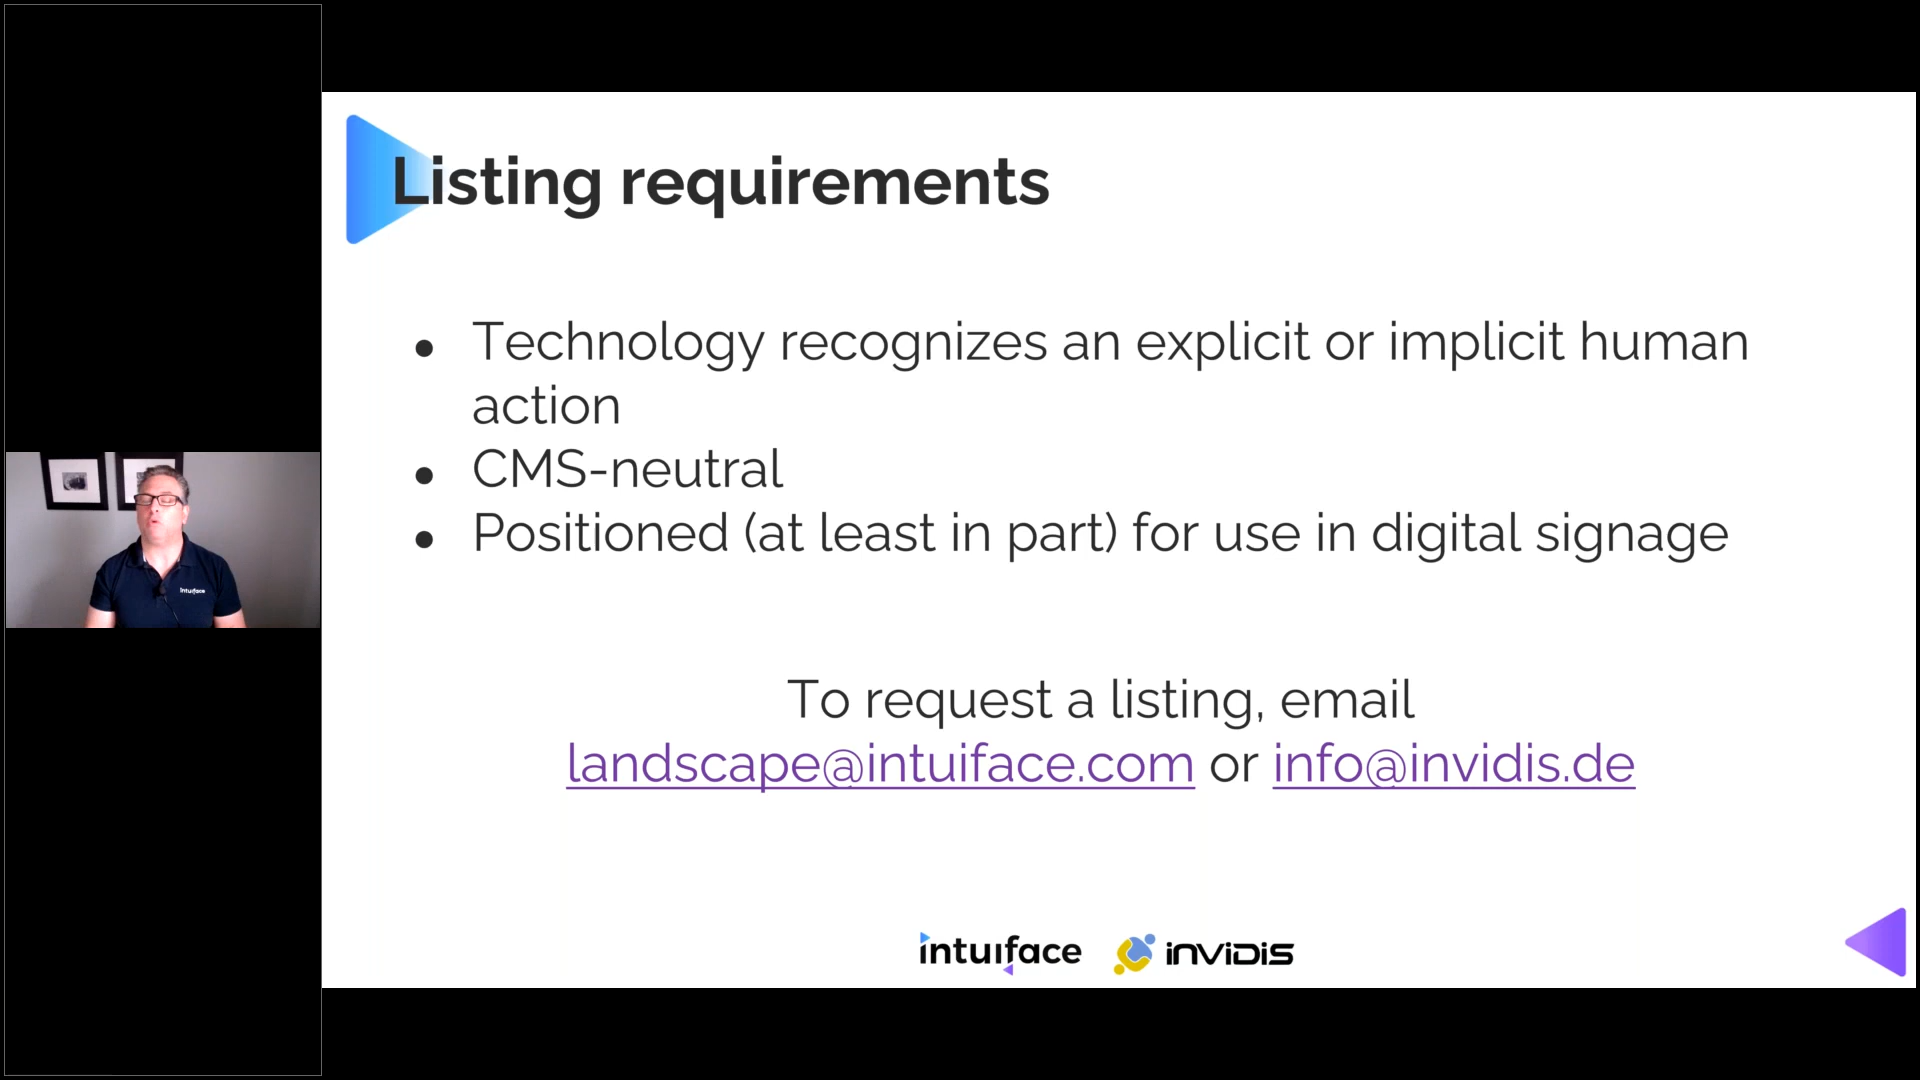 Listing requirements
● Technology recognizes an explicit or implicit human
action
● CMS-neutral
● Positioned (at least in part) for use in digital signage
To request a listing, email
landscape@intuiface.com or info@invidis.de
intuiface
intuiface invidis